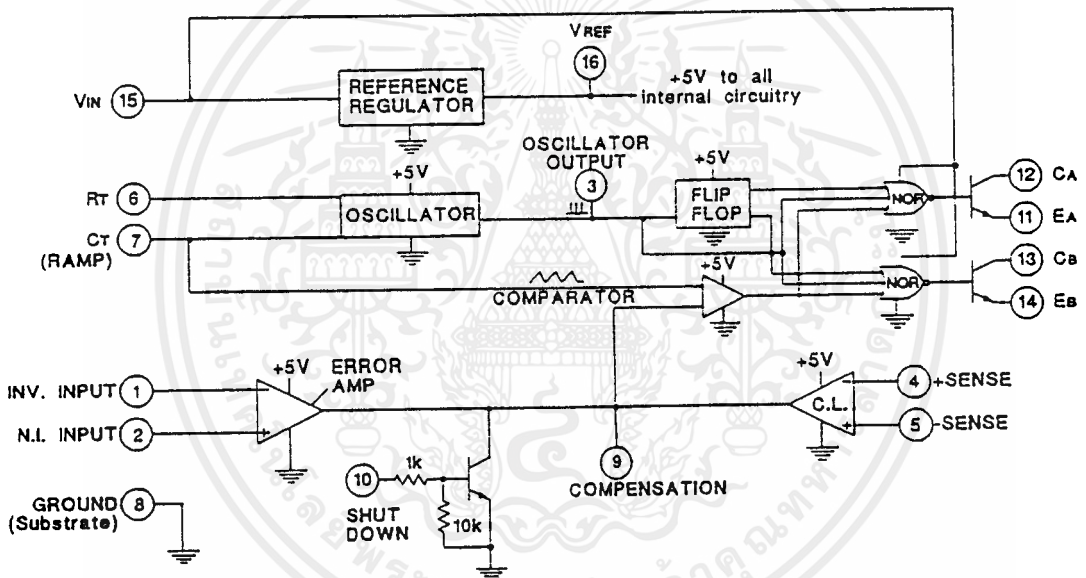 VREF
16
VIN 15
REFERENCE
REGULATOR
+5V to all
internal circuitry
OSCILLATOR
OUTPUT
3
+5V
+5V
RT 6
OSCILLATOR
FLIP
FLOP
NOR
12 CA
11 EA
CT 7
(RAMP)
COMPARATOR
+5V
NOR
13 CB
14 EB
+5V
ERROR
AMP
+5V
INV. INPUT 1
N.I. INPUT 2
C.L.
4 +SENSE
5 -SENSE
10
1k
10k
SHUT
DOWN
9
COMPENSATION
GROUND 8
(Substrate)